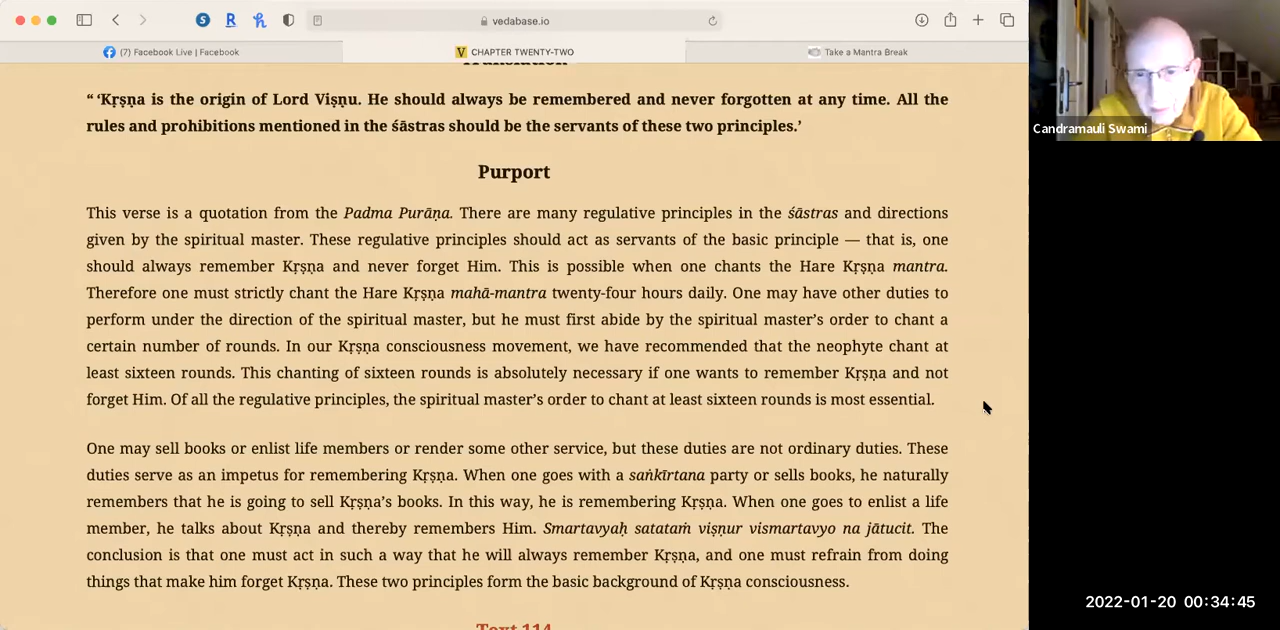 vedabase.io
(7) Facebook Live | Facebook
CHAPTER TWENTY-TWO
Take a Mantra Break
Translation
“ ‘Kṛṣṇa is the origin of Lord Viṣṇu. He should always be remembered and never forgotten at any time. All the
rules and prohibitions mentioned in the śāstras should be the servants of these two principles.’
Purport
This verse is a quotation from the Padma Purāṇa. There are many regulative principles in the śāstras and directions
given by the spiritual master. These regulative principles should act as servants of the basic principle — that is, one
should always remember Kṛṣṇa and never forget Him. This is possible when one chants the Hare Kṛṣṇa mantra.
Therefore one must strictly chant the Hare Kṛṣṇa mahā-mantra twenty-four hours daily. One may have other duties to
perform under the direction of the spiritual master, but he must first abide by the spiritual master’s order to chant a
certain number of rounds. In our Kṛṣṇa consciousness movement, we have recommended that the neophyte chant at
least sixteen rounds. This chanting of sixteen rounds is absolutely necessary if one wants to remember Kṛṣṇa and not
forget Him. Of all the regulative principles, the spiritual master’s order to chant at least sixteen rounds is most essential.
One may sell books or enlist life members or render some other service, but these duties are not ordinary duties. These
duties serve as an impetus for remembering Kṛṣṇa. When one goes with a saṅkīrtana party or sells books, he naturally
remembers that he is going to sell Kṛṣṇa’s books. In this way, he is remembering Kṛṣṇa. When one goes to enlist a life
member, he talks about Kṛṣṇa and thereby remembers Him. Smartavyaḥ satataṁ viṣṇur vismartavyo na jātucit. The
conclusion is that one must act in such a way that he will always remember Kṛṣṇa, and one must refrain from doing
things that make him forget Kṛṣṇa. These two principles form the basic background of Kṛṣṇa consciousness.
Text 114
Candramauli Swami
2022-01-20 00:34:45